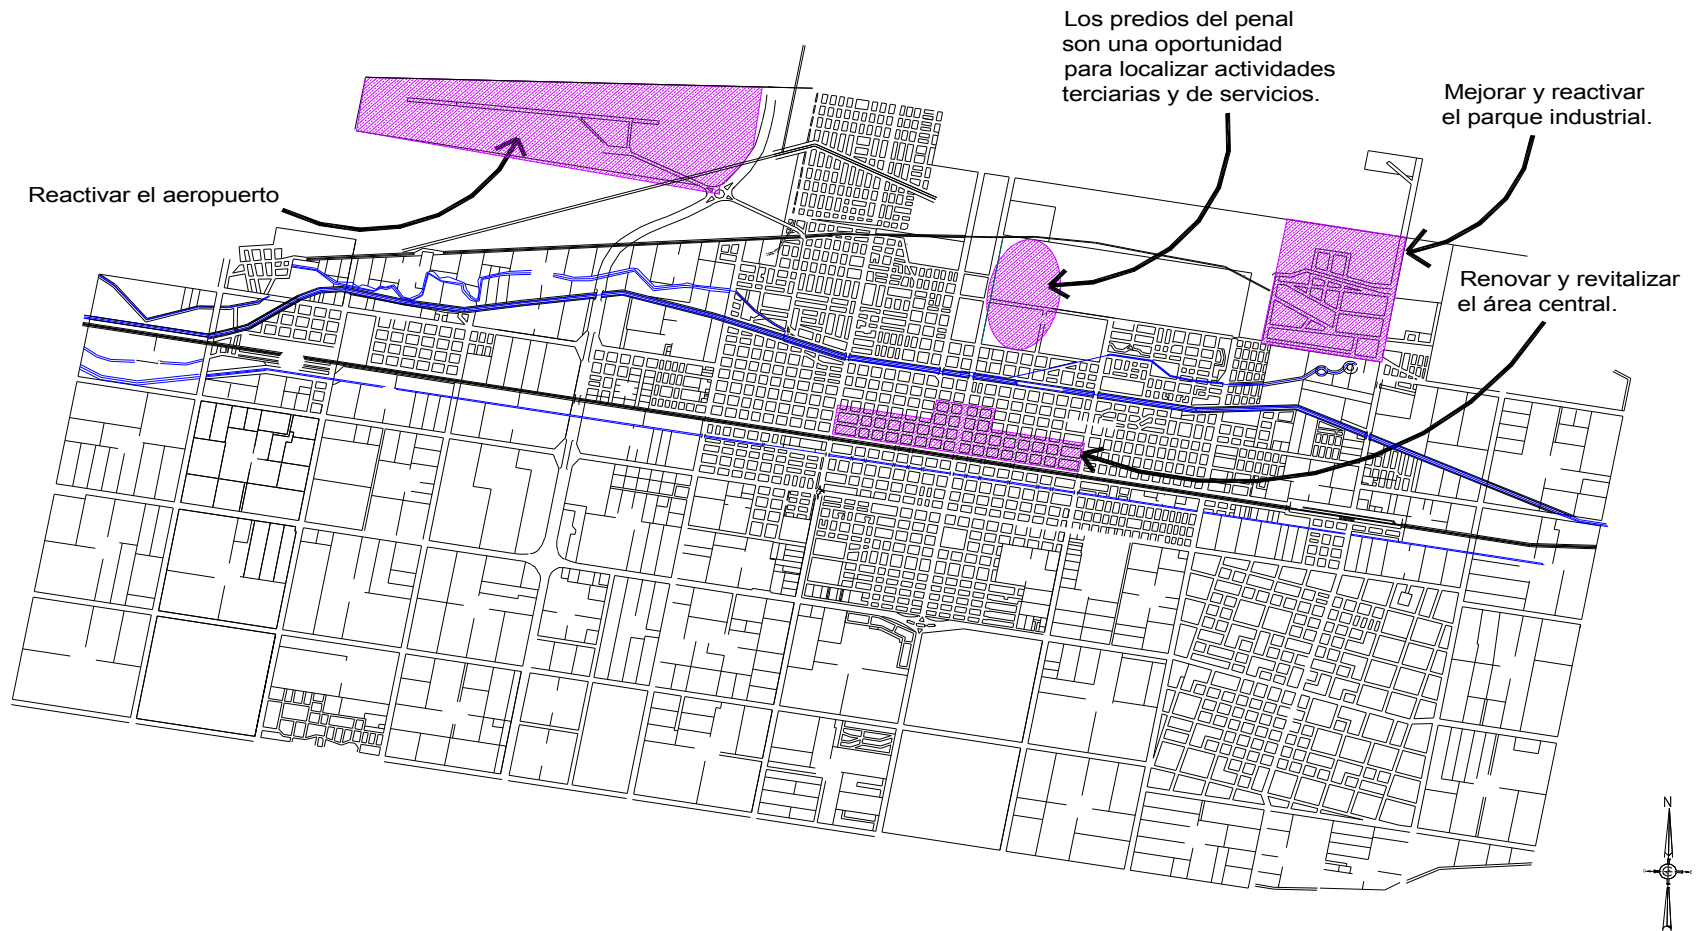 Los predios del penal
son una oportunidad
para localizar actividades
terciarias y de servicios.
Mejorar y reactivar
el parque industrial.
Reactivar el aeropuerto
Renovar y revitalizar
el área central.
N